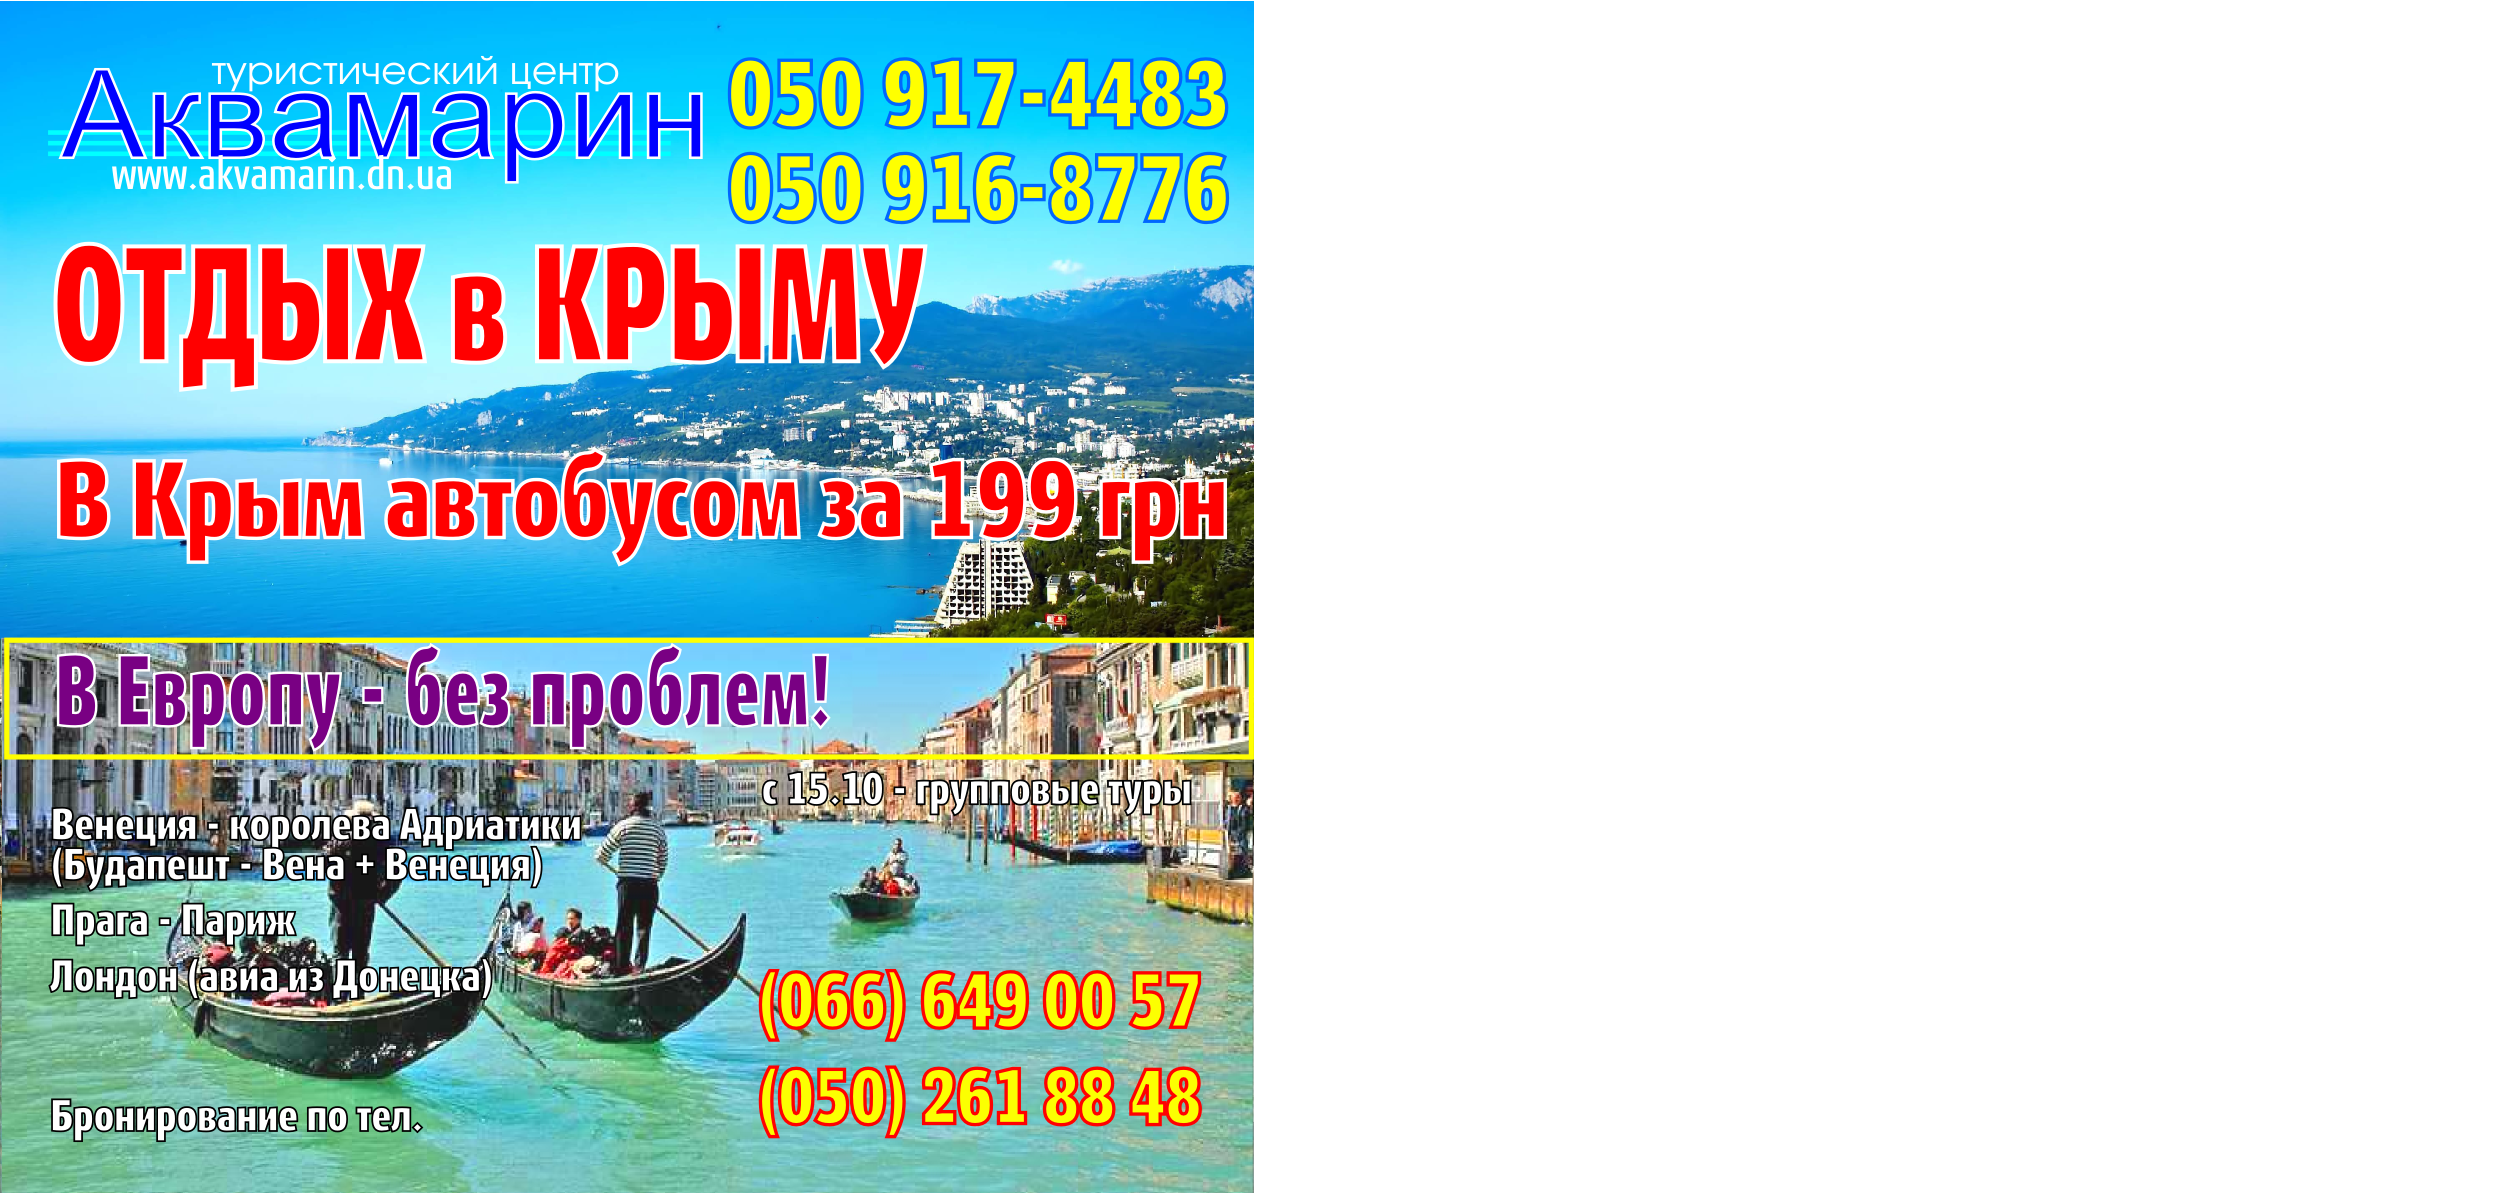 туристический центр
Аквамарин
www.akvamarin.dn.ua
050 917-4483
050 916-8776
ОТДЫХ в КРЫМУ
В Крым автобусом за 199 грн
В Европу - без проблем!
с 15.10 - групповые туры
Венеция - королева Адриатики
(Будапешт - Вена + Венеция)
Прага - Париж
Лондон (авиа из Донецка)
(066) 649 00 57
(050) 261 88 48
Бронирование по тел.